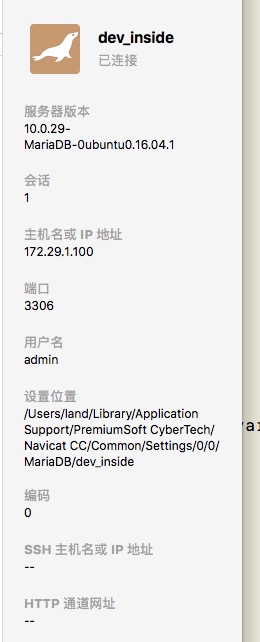 dev_inside
已连接
服务器版本
10.0.29-
MariaDB-0ubuntu0.16.04.1
会话
1
主机名或 IP 地址
172.29.1.100
端口
3306
用户名
admin
设置位置
/Users/land/Library/Application
Support/PremiumSoft CyberTech/
Navicat CC/Common/Settings/0/0/
MariaDB/dev_inside
编码
0
SSH 主机名或 IP 地址
--
HTTP 通道网址
--